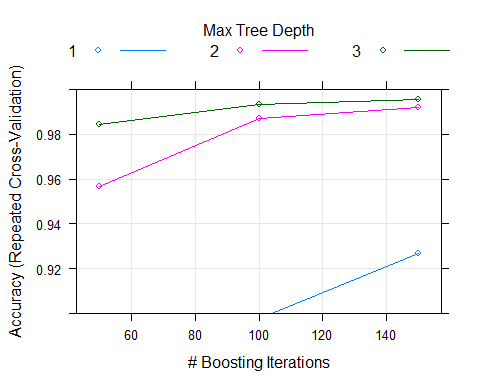 Max Tree Depth
1 2 3
Accuracy (Repeated Cross-Validation)
0.98
0.96
0.94
0.92
60 80 100 120 140
# Boosting Iterations